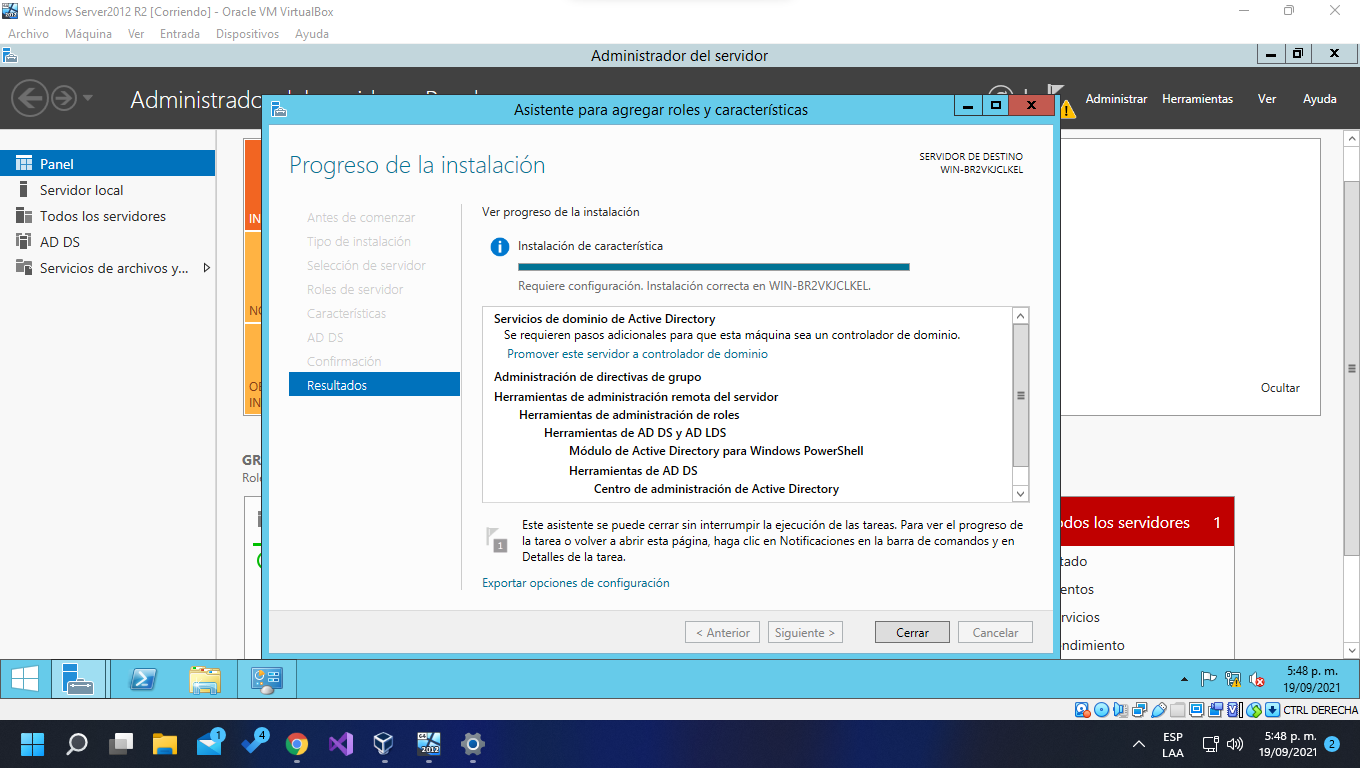 Windows Server2012 R2 [Corriendo] - Oracle VM VirtualBox
Archivo Máquina Ver Entrada Dispositivos Ayuda
Administrador del servidor
Asistente para agregar roles y características
Administrar Herramientas Ver Ayuda
Panel
Servidor local
Todos los servidores
AD DS
Servicios de archivos y...
Progreso de la instalación
SERVIDOR DE DESTINO
WIN-BR2VKJCLKEL
Antes de comenzar
Tipo de instalación
Selección de servidor
Roles de servidor
Características
AD DS
Confirmación
Resultados
Ver progreso de la instalación
Instalación de característica
Requiere configuración. Instalación correcta en WIN-BR2VKJCLKEL.
Servicios de dominio de Active Directory
Se requieren pasos adicionales para que esta máquina sea un controlador de dominio.
Promover este servidor a controlador de dominio
Administración de directivas de grupo
Herramientas de administración remota del servidor
Herramientas de administración de roles
Herramientas de AD DS y AD LDS
Módulo de Active Directory para Windows PowerShell
Herramientas de AD DS
Centro de administración de Active Directory
1
Este asistente se puede cerrar sin interrumpir la ejecución de las tareas. Para ver el progreso de
la tarea o volver a abrir esta página, haga clic en Notificaciones en la barra de comandos y en
Detalles de la tarea.
Exportar opciones de configuración
< Anterior Siguiente > Cerrar Cancelar
Ocultar
IN
NO
OB
IN
GR
Role
dos los servidores 1
tado
entos
rvicios
ndimiento
5:48 p. m.
19/09/2021
CTRL DERECHA
1
4
2012
ESP
LAA
5:48 p. m.
19/09/2021
2